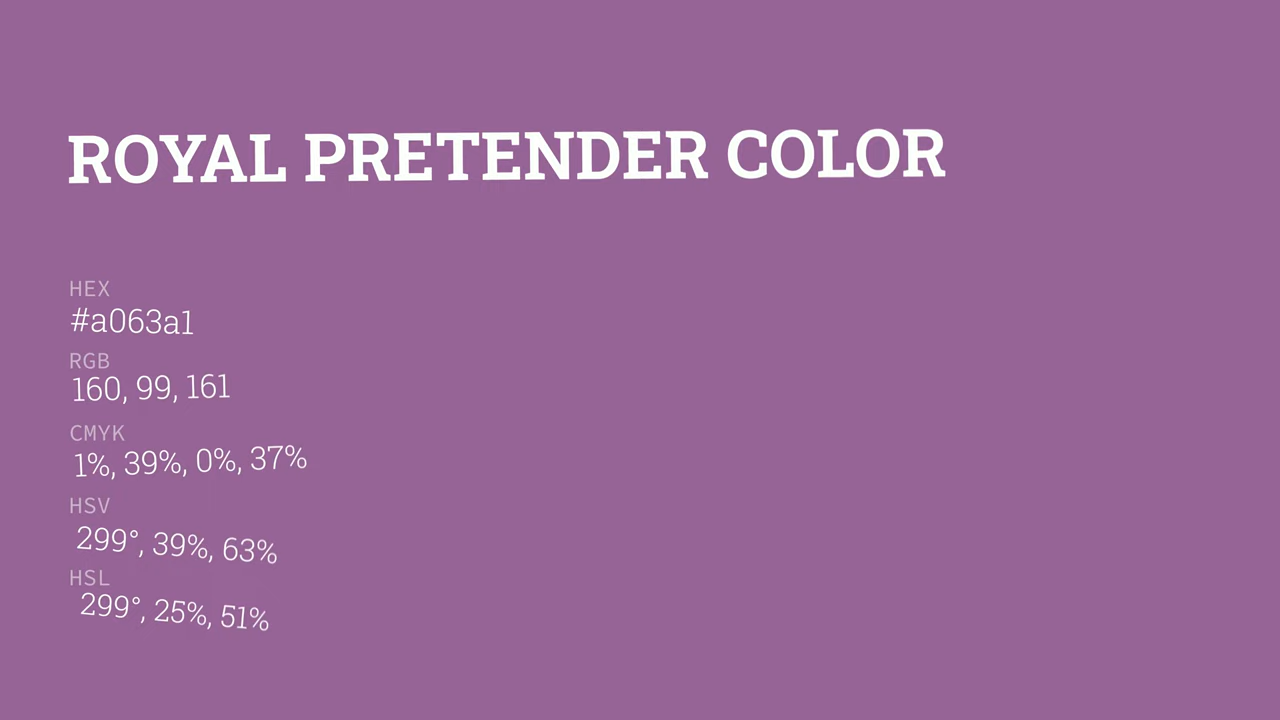 ROYAL PRETENDER COLOR
HEX
#a063a1
RGB
160, 99, 161
CMYK
1%, 39%, 0%, 37%
HSV
299°, 39%, 63%
HSL
299°, 25%, 51%